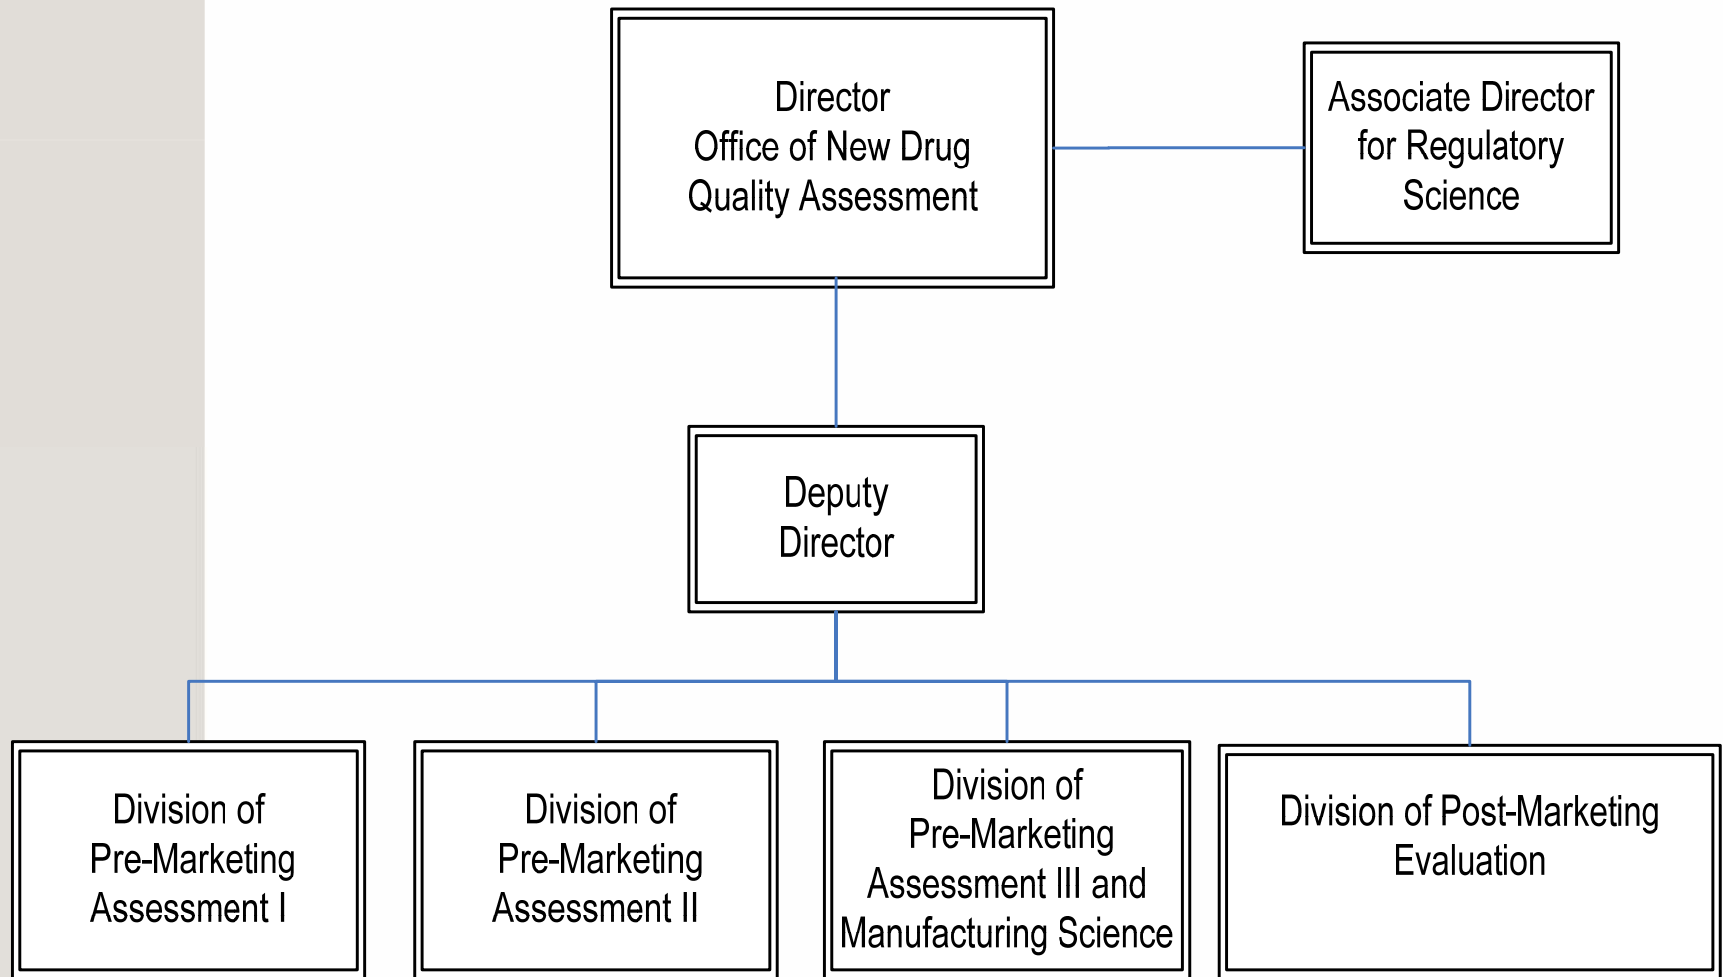 Director
Office of New Drug
Quality Assessment
Associate Director
for Regulatory
Science
Deputy
Director
Division of
Pre-Marketing
Assessment I
Division of
Pre-Marketing
Assessment II
Division of
Pre-Marketing
Assessment III and
Manufacturing Science
Division of Post-Marketing
Evaluation